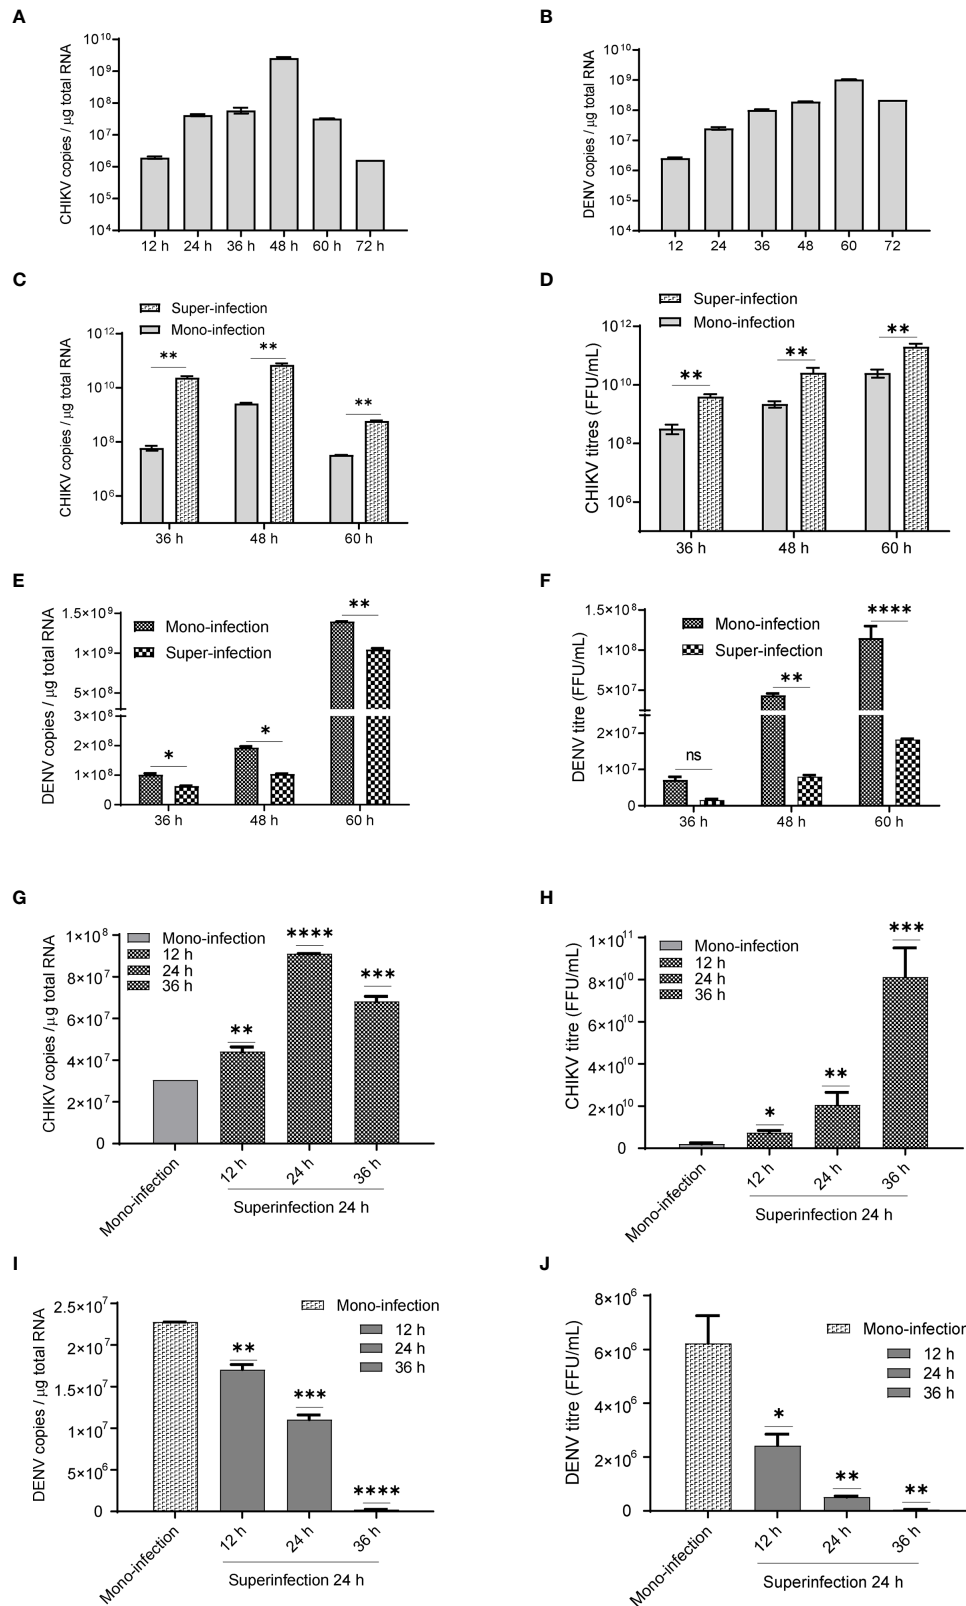 A
CHIKV copies / μg total RNA
10^10
10^9
10^8
10^7
10^6
10^5
10^4
12 h 24 h 36 h 48 h 60 h 72 h
B
DENV copies / μg total RNA
10^10
10^9
10^8
10^7
10^6
10^5
10^4
12 24 36 48 60 72
C
Super-infection
Mono-infection
CHIKV copies / μg total RNA
10^12
10^10
10^8
10^6
** ** **
36 h 48 h 60 h
D
Super-infection
Mono-infection
CHIKV titres (FFU/mL)
10^12
10^10
10^8
10^6
** ** **
36 h 48 h 60 h
E
Mono-infection
Super-infection
DENV copies / μg total RNA
1.5×10^9
1×10^9
5×10^8
3×10^8
2×10^8
1×10^8
0
* * **
36 h 48 h 60 h
F
Mono-infection
Super-infection
DENV titre (FFU/mL)
1.5×10^8
1×10^8
5×10^7
2×10^7
1×10^7
0
ns ** ****
36 h 48 h 60 h
G
Mono-infection
12 h
24 h
36 h
CHIKV copies /μg total RNA
1×10^8
8×10^7
6×10^7
4×10^7
2×10^7
0
** **** ***
Mono-infection 12 h 24 h 36 h
Superinfection 24 h
H
Mono-infection
12 h
24 h
36 h
CHIKV titre (FFU/mL)
1×10^11
8×10^10
6×10^10
4×10^10
2×10^10
0
* ** ***
Mono-infection 12 h 24 h 36 h
Superinfection 24 h
I
Mono-infection
12 h
24 h
36 h
DENV copies / μg total RNA
2.5×10^7
2×10^7
1.5×10^7
1×10^7
5×10^6
0
** *** ****
Mono-infection 12 h 24 h 36 h
Superinfection 24 h
J
Mono-infection
12 h
24 h
36 h
DENV titre (FFU/mL)
8×10^6
6×10^6
4×10^6
2×10^6
0
* ** **
Mono-infection 12 h 24 h 36 h
Superinfection 24 h